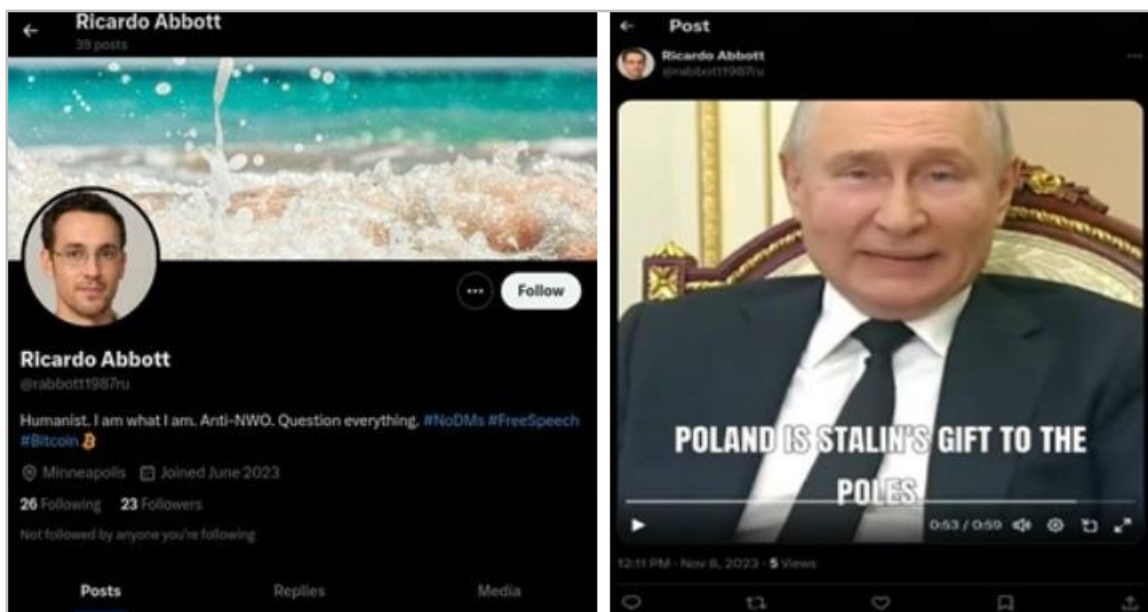 Ricardo Abbott
39 posts
Follow
Ricardo Abbott
@rabbott1987ru
Humanist. I am what I am. Anti-NWO. Question everything. #NoDMs #FreeSpeech
#Bitcoin
Minneapolis Joined June 2023
26 Following 23 Followers
Not followed by anyone you're following
Posts Replies Media
Post
Ricardo Abbott
@rabbott1987ru
POLAND IS STALIN'S GIFT TO THE
POLES
0:53 / 0:59
12:11 PM · Nov 8, 2023 · 5 Views